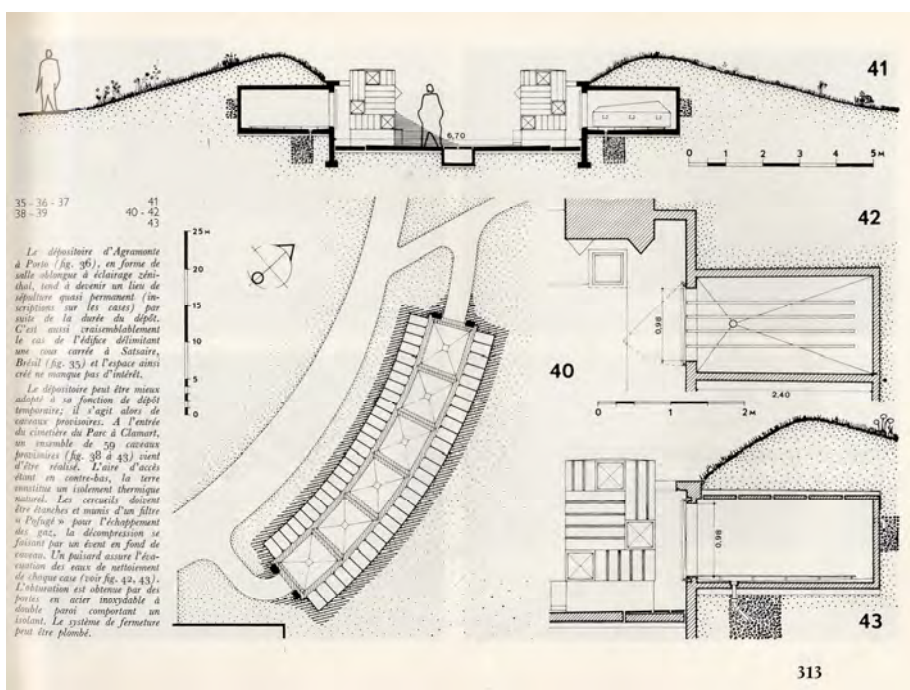 41
6,70
L2 L2 L2
0 1 2 3 4 5 M
35 - 36 - 37 41
38 - 39 40 - 42
43
Le dépositoire d'Agramonte
à Porto (fig. 36), en forme de
salle oblongue à éclairage zéni-
thal, tend à devenir un lieu de
sépulture quasi permanent (in-
scriptions sur les cases) par
suite de la durée du dépôt.
C'est aussi vraisemblablement
le cas de l'édifice délimitant
une cour carrée à Satsaire,
Brésil (fig. 35) et l'espace ainsi
créé ne manque pas d'intérêt.
Le dépositoire peut être mieux
adapté à sa fonction de dépôt
temporaire; il s'agit alors de
caveaux provisoires. A l'entrée
du cimetière du Parc à Clamart,
un ensemble de 59 caveaux
provisoires (fig. 38 à 43) vient
d'être réalisé. L'aire d'accès
étant en contre-bas, la terre
constitue un isolement thermique
naturel. Les cercueils doivent
être étanches et munis d'un filtre
« Pofugé » pour l'échappement
des gaz, la décompression se
faisant par un évent en fond de
caveau. Un puisard assure l'éva-
cuation des eaux de nettoiement
de chaque case (voir fig. 42, 43).
L'obturation est obtenue par des
portes en acier inoxydable à
double paroi comportant un
isolant. Le système de fermeture
peut être plombé.
25 M
20
15
10
5
0
40
42
0,98
2,40
0 1 2 M
0,98
43
313